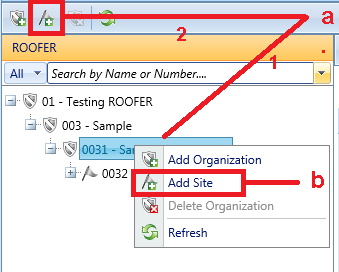 a
2
ROOFER
1
All Search by Name or Number....
01 - Testing ROOFER
003 - Sample
0031 - Sa
Add Organization
0032
Add Site
b
Delete Organization
Refresh